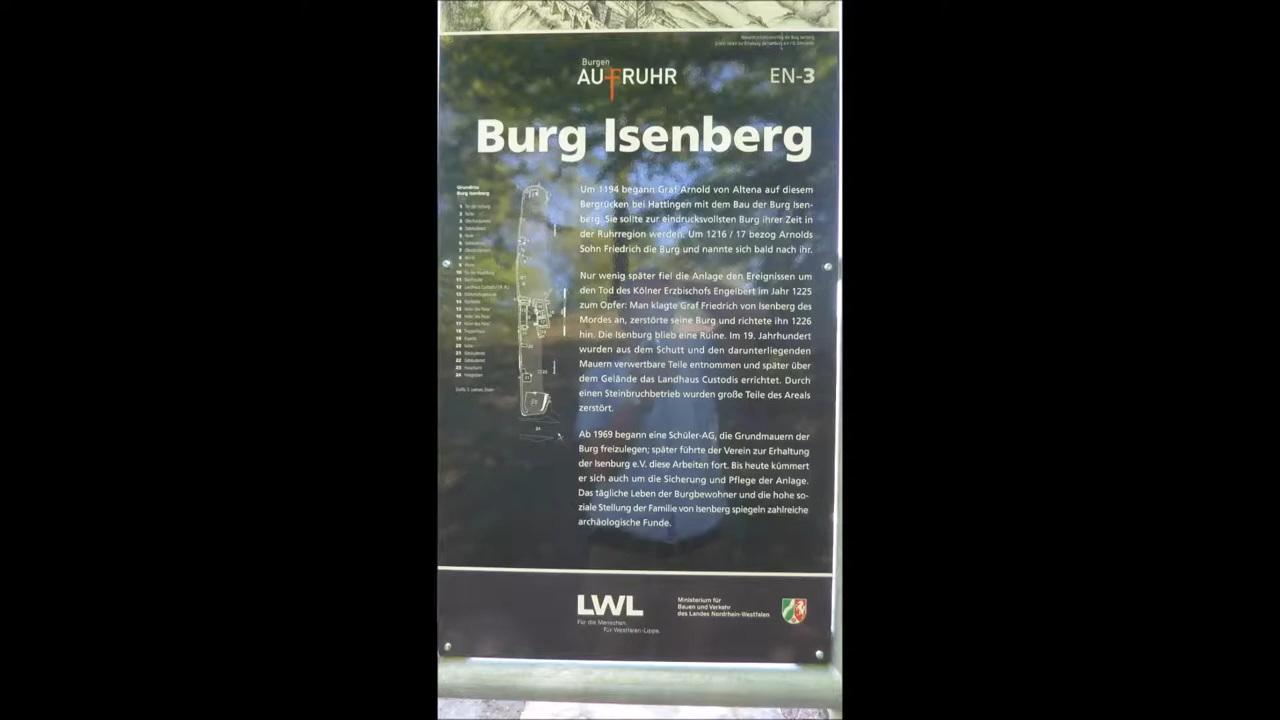 Burgen
AUFRUHR
EN-3
Burg Isenberg
Grundriss
Burg Isenberg
Um 1194 begann Graf Arnold von Altena auf diesem
Bergrücken bei Hattingen mit dem Bau der Burg Isen-
berg. Sie sollte zur eindrucksvollsten Burg ihrer Zeit in
der Ruhrregion werden. Um 1216 / 17 bezog Arnolds
Sohn Friedrich die Burg und nannte sich bald nach ihr.
Nur wenig später fiel die Anlage den Ereignissen um
den Tod des Kölner Erzbischofs Engelbert im Jahr 1225
zum Opfer: Man klagte Graf Friedrich von Isenberg des
Mordes an, zerstörte seine Burg und richtete ihn 1226
hin. Die Isenburg blieb eine Ruine. Im 19. Jahrhundert
wurden aus dem Schutt und den darunterliegenden
Mauern verwertbare Teile entnommen und später über
dem Gelände das Landhaus Custodis errichtet. Durch
einen Steinbruchbetrieb wurden große Teile des Areals
zerstört.
Ab 1969 begann eine Schüler-AG, die Grundmauern der
Burg freizulegen; später führte der Verein zur Erhaltung
der Isenburg e.V. diese Arbeiten fort. Bis heute kümmert
er sich auch um die Sicherung und Pflege der Anlage.
Das tägliche Leben der Burgbewohner und die hohe so-
ziale Stellung der Familie von Isenberg spiegeln zahlreiche
archäologische Funde.
LWL
Für die Menschen.
Für Westfalen-Lippe.
Ministerium für
Bauen und Verkehr
des Landes Nordrhein-Westfalen